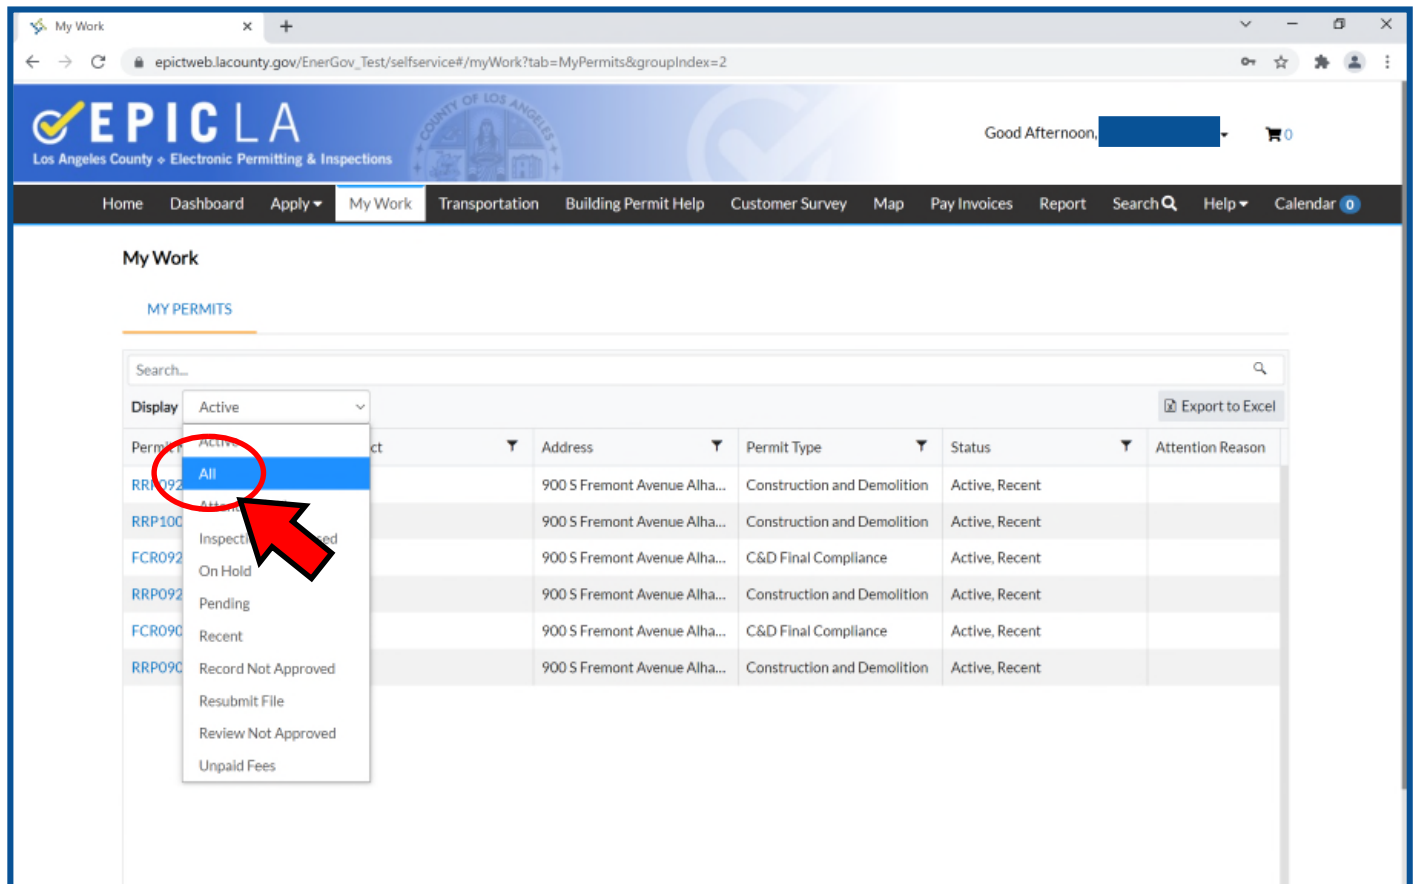 My Work
epictweb.lacounty.gov/EnerGov_Test/selfservice#/myWork?tab=MyPermits&groupIndex=2
EPIC LA
Los Angeles County Electronic Permitting & Inspections
COUNTY OF LOS ANGELES
Good Afternoon,
0
Home Dashboard Apply My Work Transportation Building Permit Help Customer Survey Map Pay Invoices Report Search Help Calendar 0
My Work
MY PERMITS
Search...
Display Active
Export to Excel
Active
All
On Hold
Pending
Recent
Record Not Approved
Resubmit File
Review Not Approved
Unpaid Fees
Address Permit Type Status Attention Reason
900 S Fremont Avenue Alha... Construction and Demolition Active, Recent
RRP100 900 S Fremont Avenue Alha... Construction and Demolition Active, Recent
FCR092 900 S Fremont Avenue Alha... C&D Final Compliance Active, Recent
RRP092 900 S Fremont Avenue Alha... Construction and Demolition Active, Recent
FCR090 900 S Fremont Avenue Alha... C&D Final Compliance Active, Recent
RRP090 900 S Fremont Avenue Alha... Construction and Demolition Active, Recent